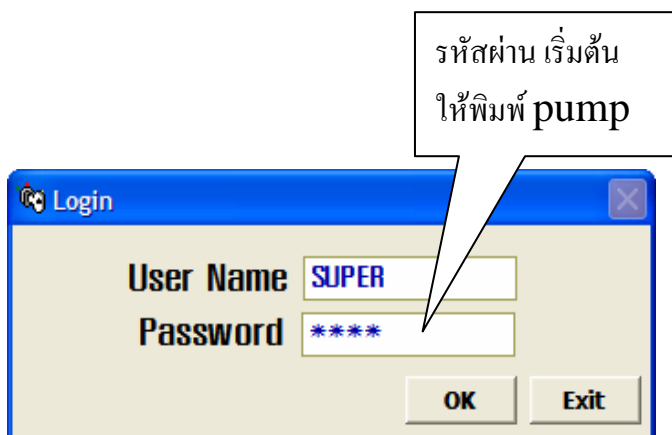 รหัสผ่าน เริ่มต้น
ให้พิมพ์ pump
Login
User Name SUPER
Password ****
OK Exit